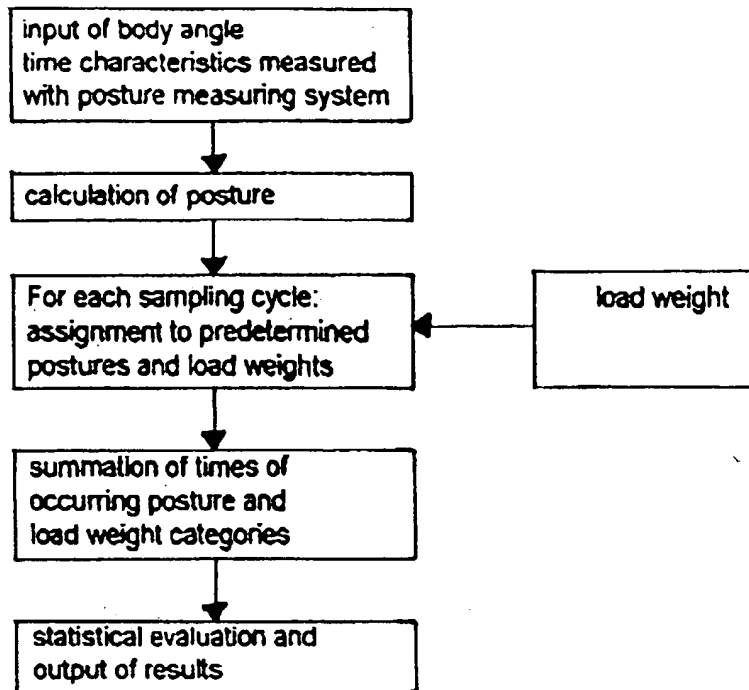 input of body angle
time characteristics measured
with posture measuring system
calculation of posture
For each sampling cycle:
assignment to predetermined
postures and load weights
load weight
summation of times of
occurring posture and
load weight categories
statistical evaluation and
output of results